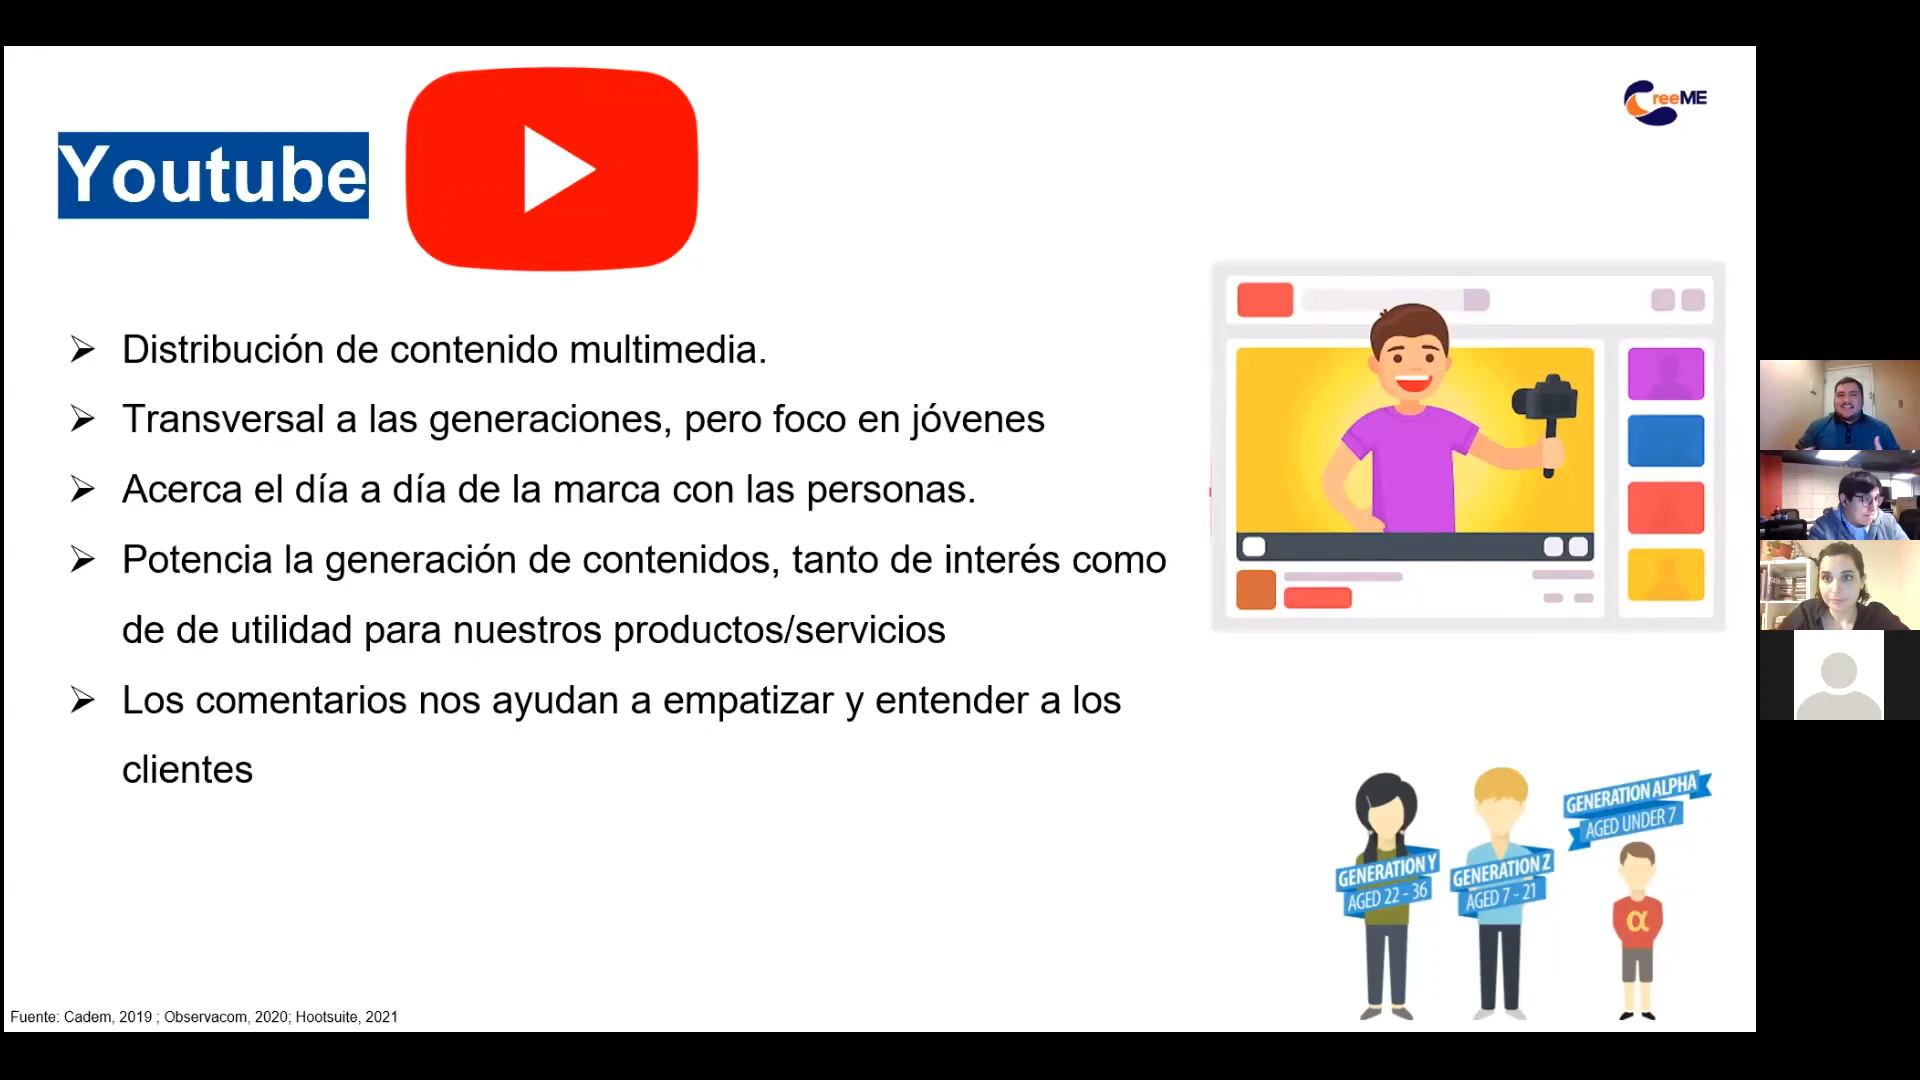 reeME
Youtube
Distribución de contenido multimedia.
Transversal a las generaciones, pero foco en jóvenes
Acerca el día a día de la marca con las personas.
Potencia la generación de contenidos, tanto de interés como
de de utilidad para nuestros productos/servicios
Los comentarios nos ayudan a empatizar y entender a los
clientes
GENERATION Y
AGED 22 - 36
GENERATION Z
AGED 7 - 21
GENERATION ALPHA
AGED UNDER 7
α
Fuente: Cadem, 2019 ; Observacom, 2020; Hootsuite, 2021